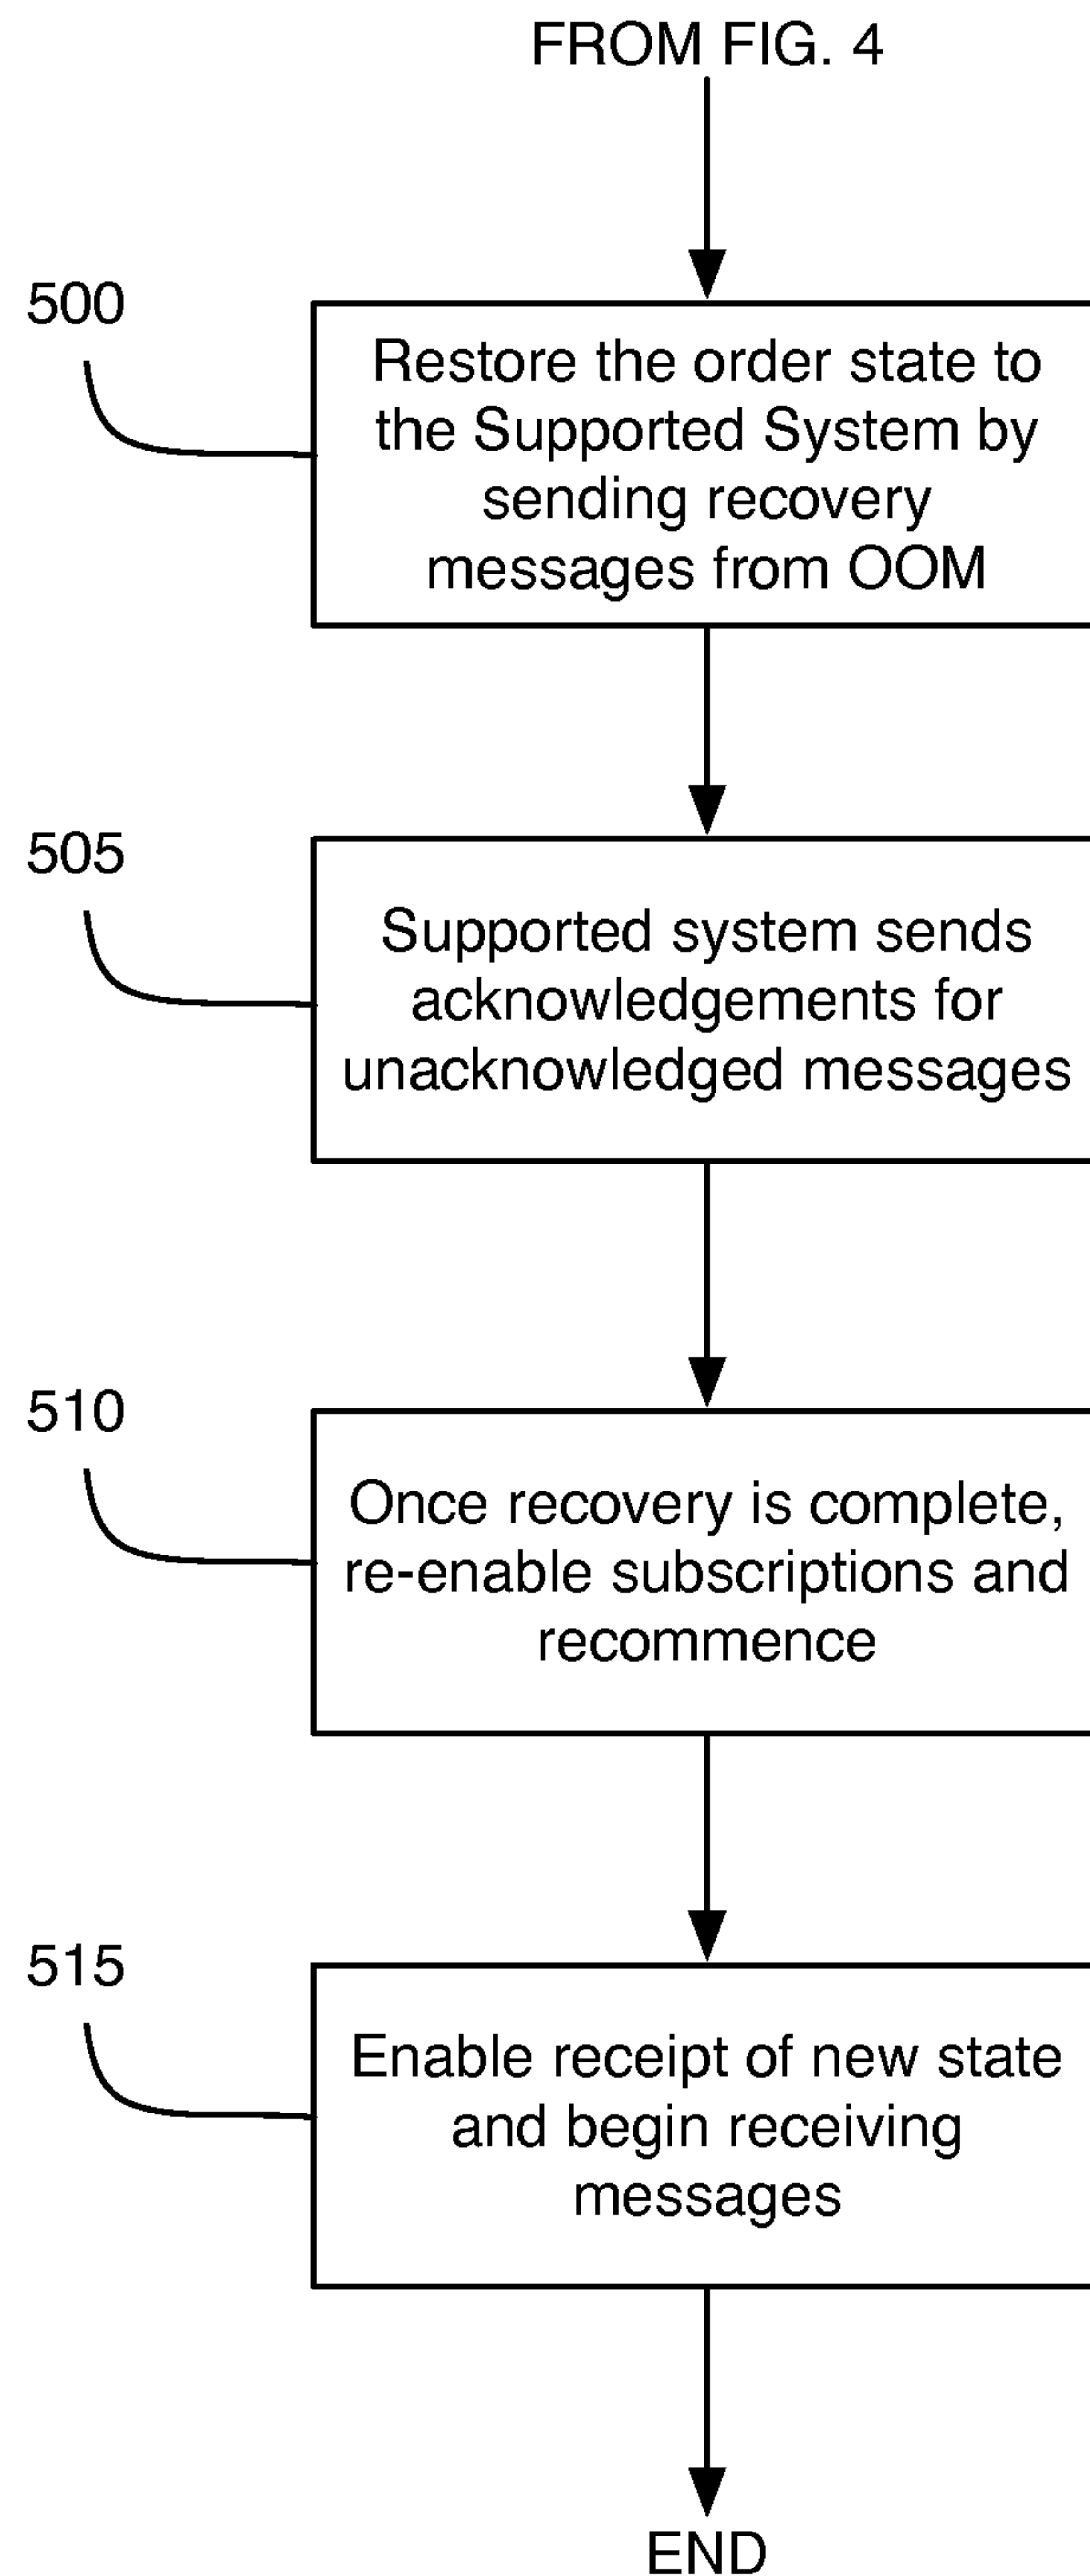 FROM FIG. 4
500
Restore the order state to
the Supported System by
sending recovery
messages from OOM
505
Supported system sends
acknowledgements for
unacknowledged messages
510
Once recovery is complete,
re-enable subscriptions and
recommence
515
Enable receipt of new state
and begin receiving
messages
END